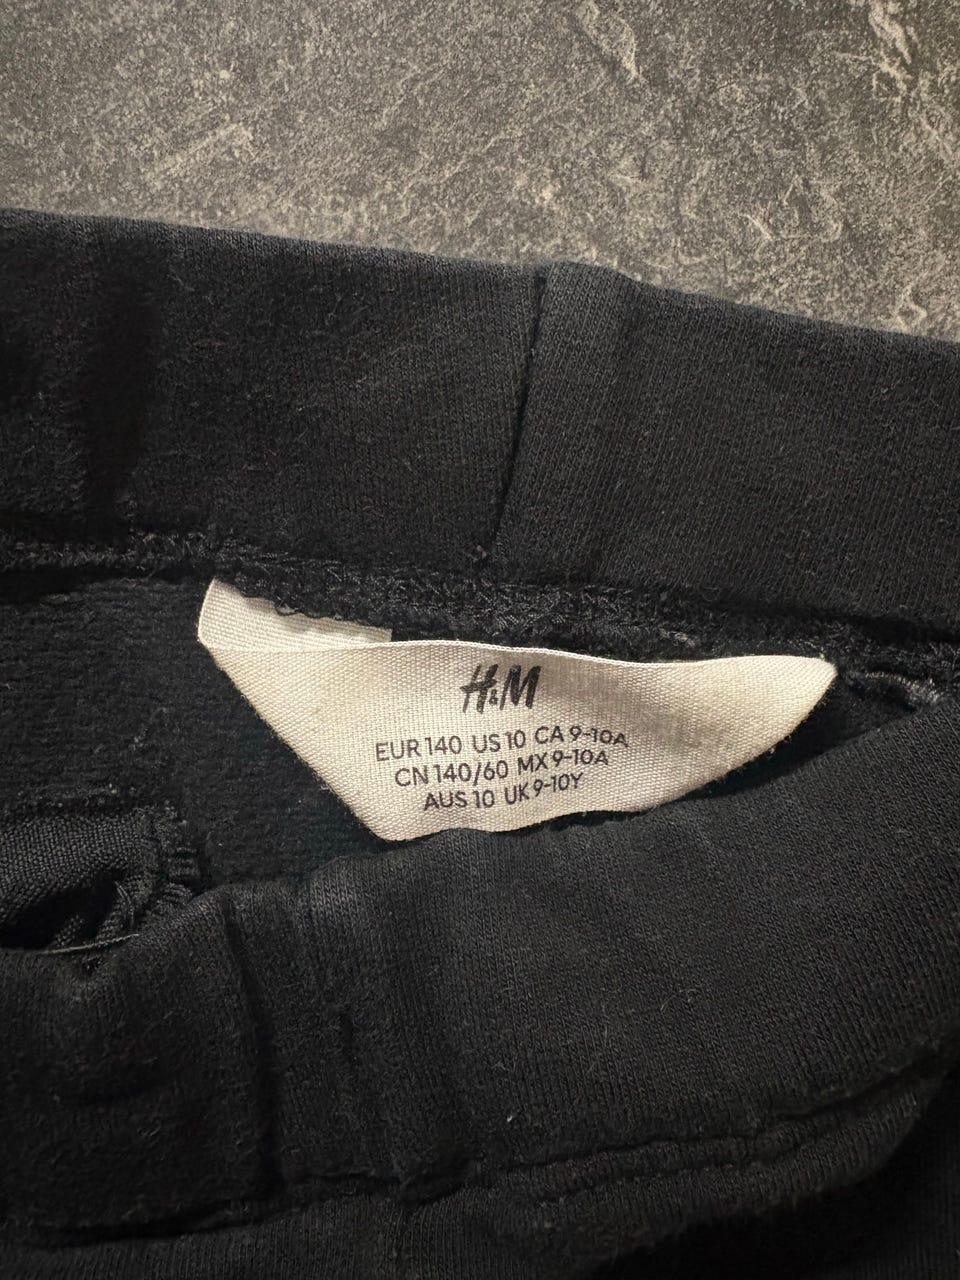 H&M
EUR 140 US 10 CA 9-10A
CN 140/60 MX 9-10A
AUS 10 UK 9-10Y